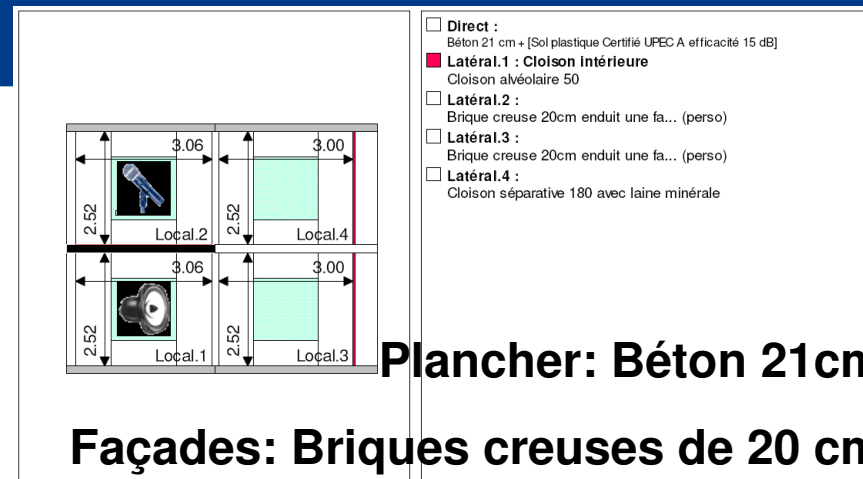 Direct :
Béton 21 cm + [Sol plastique Certifié UPEC A efficacité 15 dB]
Latéral.1 : Cloison intérieure
Cloison alvéolaire 50
Latéral.2 :
Brique creuse 20cm enduit une fa... (perso)
Latéral.3 :
Brique creuse 20cm enduit une fa... (perso)
Latéral.4 :
Cloison séparative 180 avec laine minérale
3.06 3.00
2.52 2.52
Local.2 Local.4
3.06 3.00
2.52 2.52
Local.1 Local.3
Plancher: Béton 21cm
Façades: Briques creuses de 20 cm